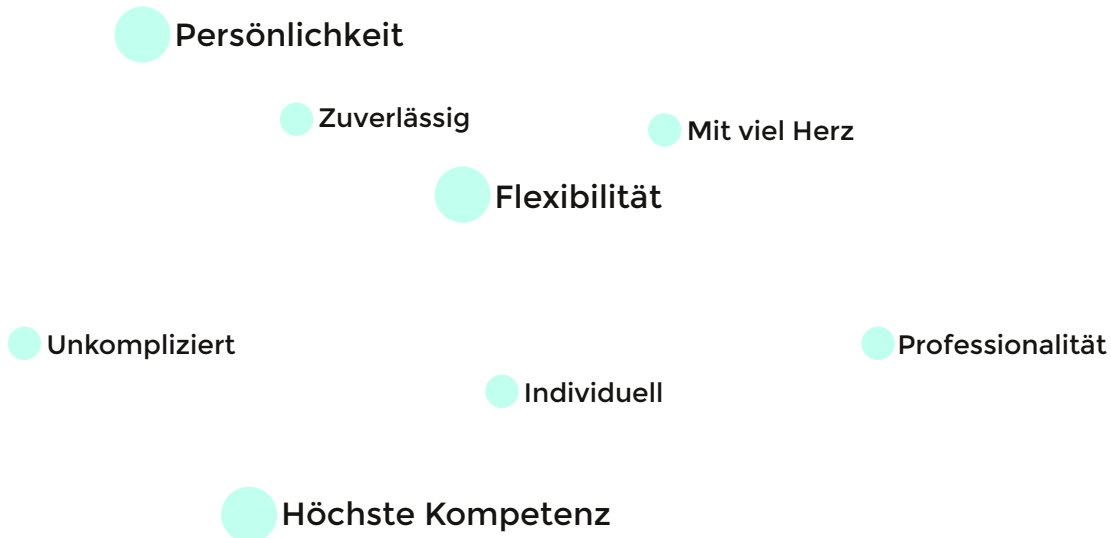 Persönlichkeit
Zuverlässig
Mit viel Herz
Flexibilität
Unkompliziert
Professionalität
Individuell
Höchste Kompetenz